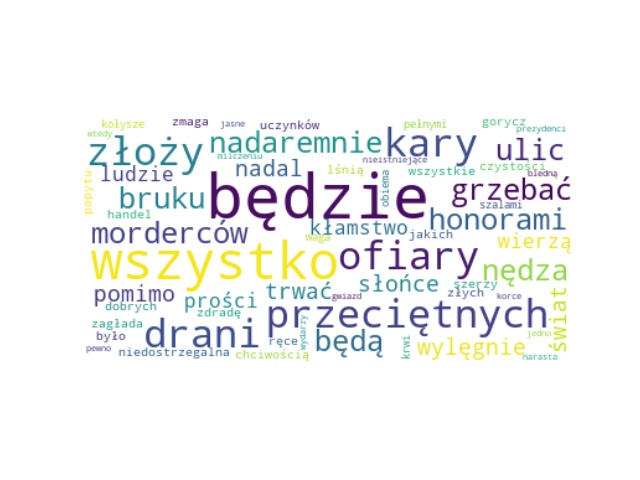 kołysze zmaga jasne uczynków pełnymi gorycz prezydenci
wtedy
złoży nadaremnie kary ulic
milczeniu nieistniejące
ludzie nadal lśnią wszystkie czystości bledną
popytu bruku będzie obiema grzebać szalami
handel honorami
morderców kłamstwo jakich wierzą
Waga
wszystko ofiary nędza
słońce szerzy
pomimo prości trwać gwiazd złych korce świat
dobrych zdradę przeciętnych
zagłada drani ręce wydarzy będą krwi jedno
było wylęgnie
pewno niedostrzegalna chciwością narasta